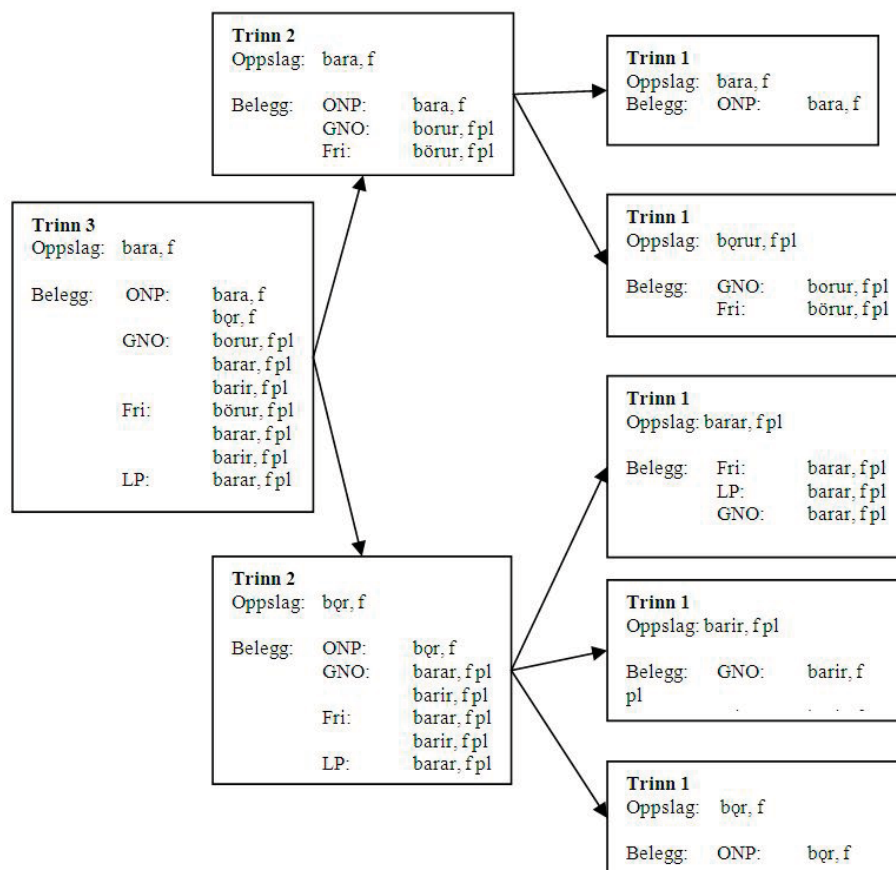 Trinn 2
Oppslag: bara, f
Belegg: ONP: bara, f
GNO: borur, f pl
Fri: börur, f pl
Trinn 1
Oppslag: bara, f
Belegg: ONP: bara, f
Trinn 1
Oppslag: bǫrur, f pl
Belegg: GNO: borur, f pl
Fri: börur, f pl
Trinn 3
Oppslag: bara, f
Belegg: ONP: bara, f
bǫr, f
GNO: borur, f pl
barar, f pl
barir, f pl
Fri: börur, f pl
barar, f pl
barir, f pl
LP: barar, f pl
Trinn 1
Oppslag: barar, f pl
Belegg: Fri: barar, f pl
LP: barar, f pl
GNO: barar, f pl
Trinn 2
Oppslag: bǫr, f
Belegg: ONP: bǫr, f
GNO: barar, f pl
barir, f pl
Fri: barar, f pl
barir, f pl
LP: barar, f pl
Trinn 1
Oppslag: barir, f pl
Belegg: GNO: barir, f
pl
Trinn 1
Oppslag: bǫr, f
Belegg: ONP: bǫr, f